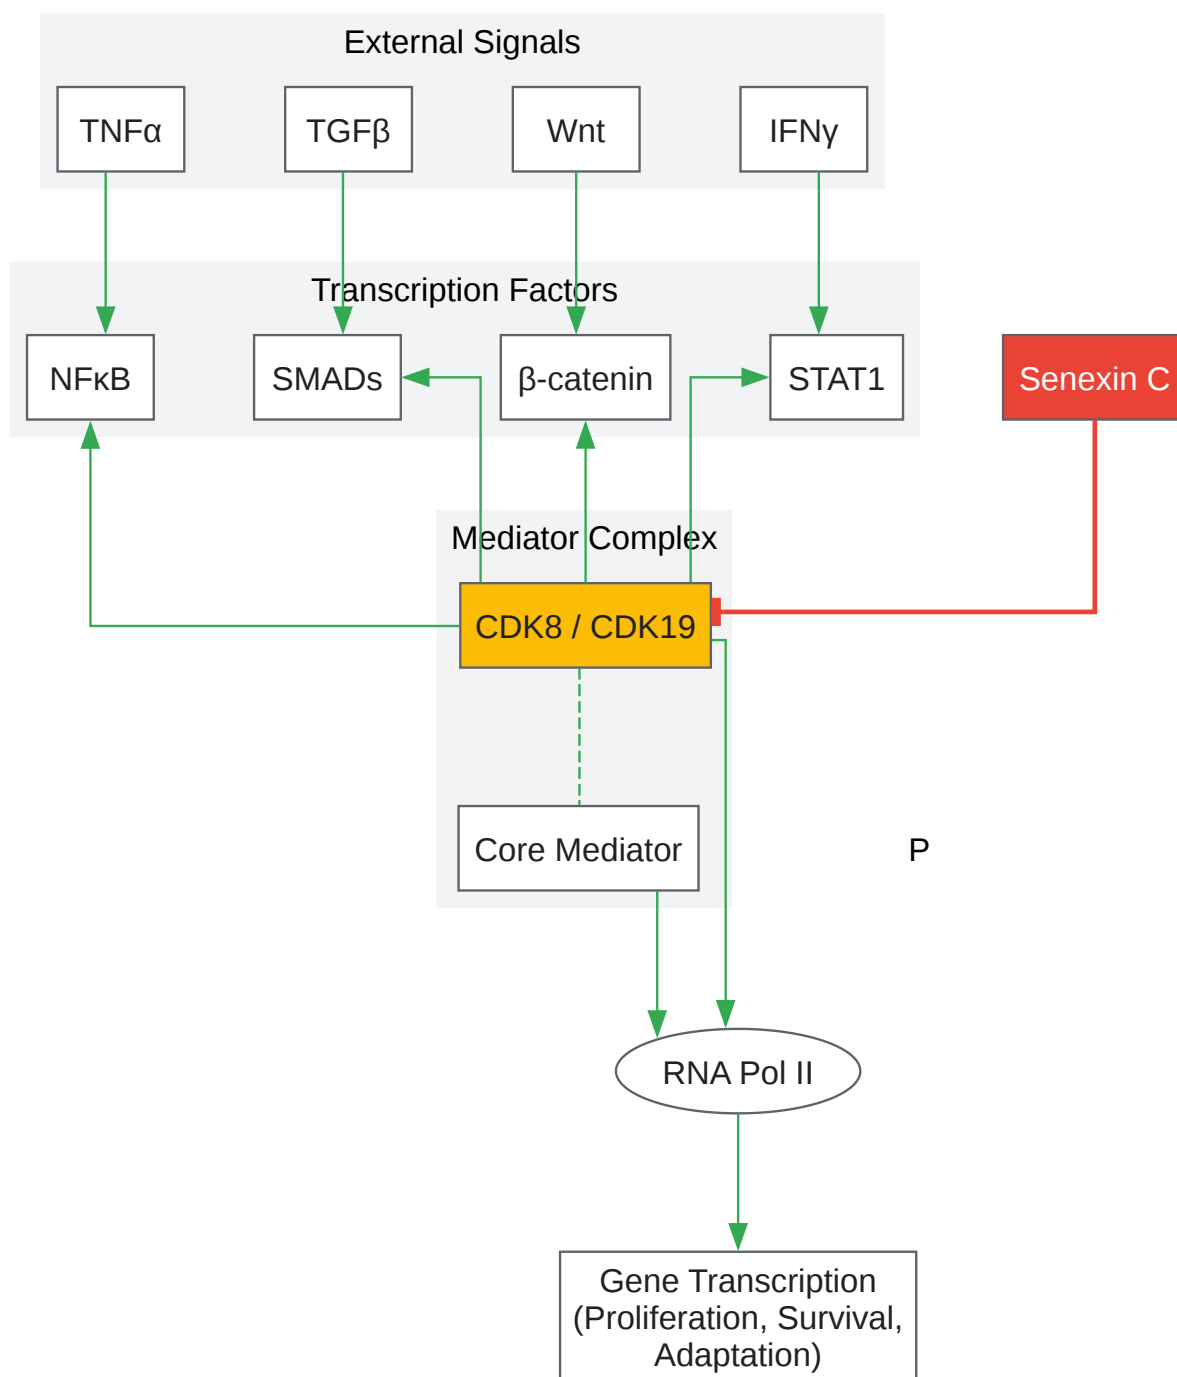 External Signals
TNFα
TGFβ
Wnt
IFNγ
Transcription Factors
NFκB
SMADs
β-catenin
STAT1
Senexin C
Mediator Complex
CDK8 / CDK19
Core Mediator
P
RNA Pol II
Gene Transcription
(Proliferation, Survival,
Adaptation)